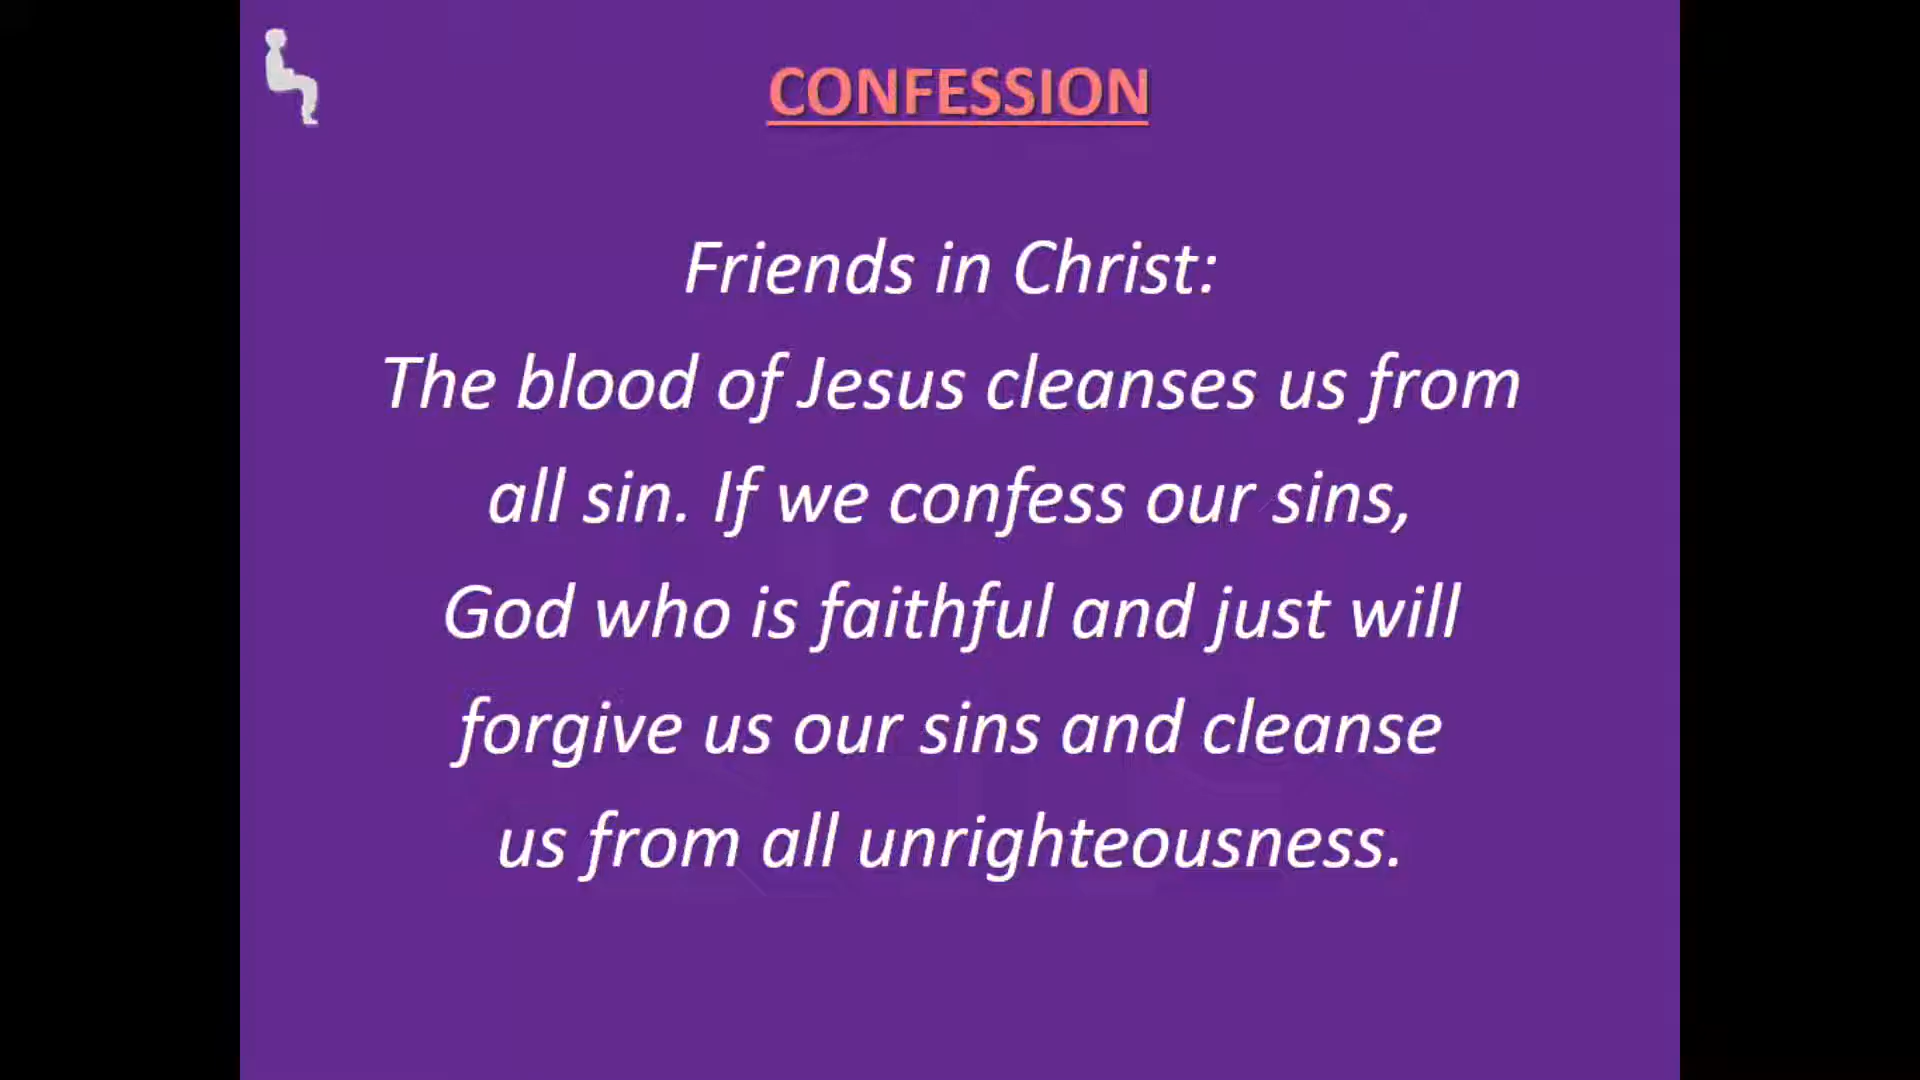 CONFESSION
Friends in Christ:
The blood of Jesus cleanses us from
all sin. If we confess our sins,
God who is faithful and just will
forgive us our sins and cleanse
us from all unrighteousness.